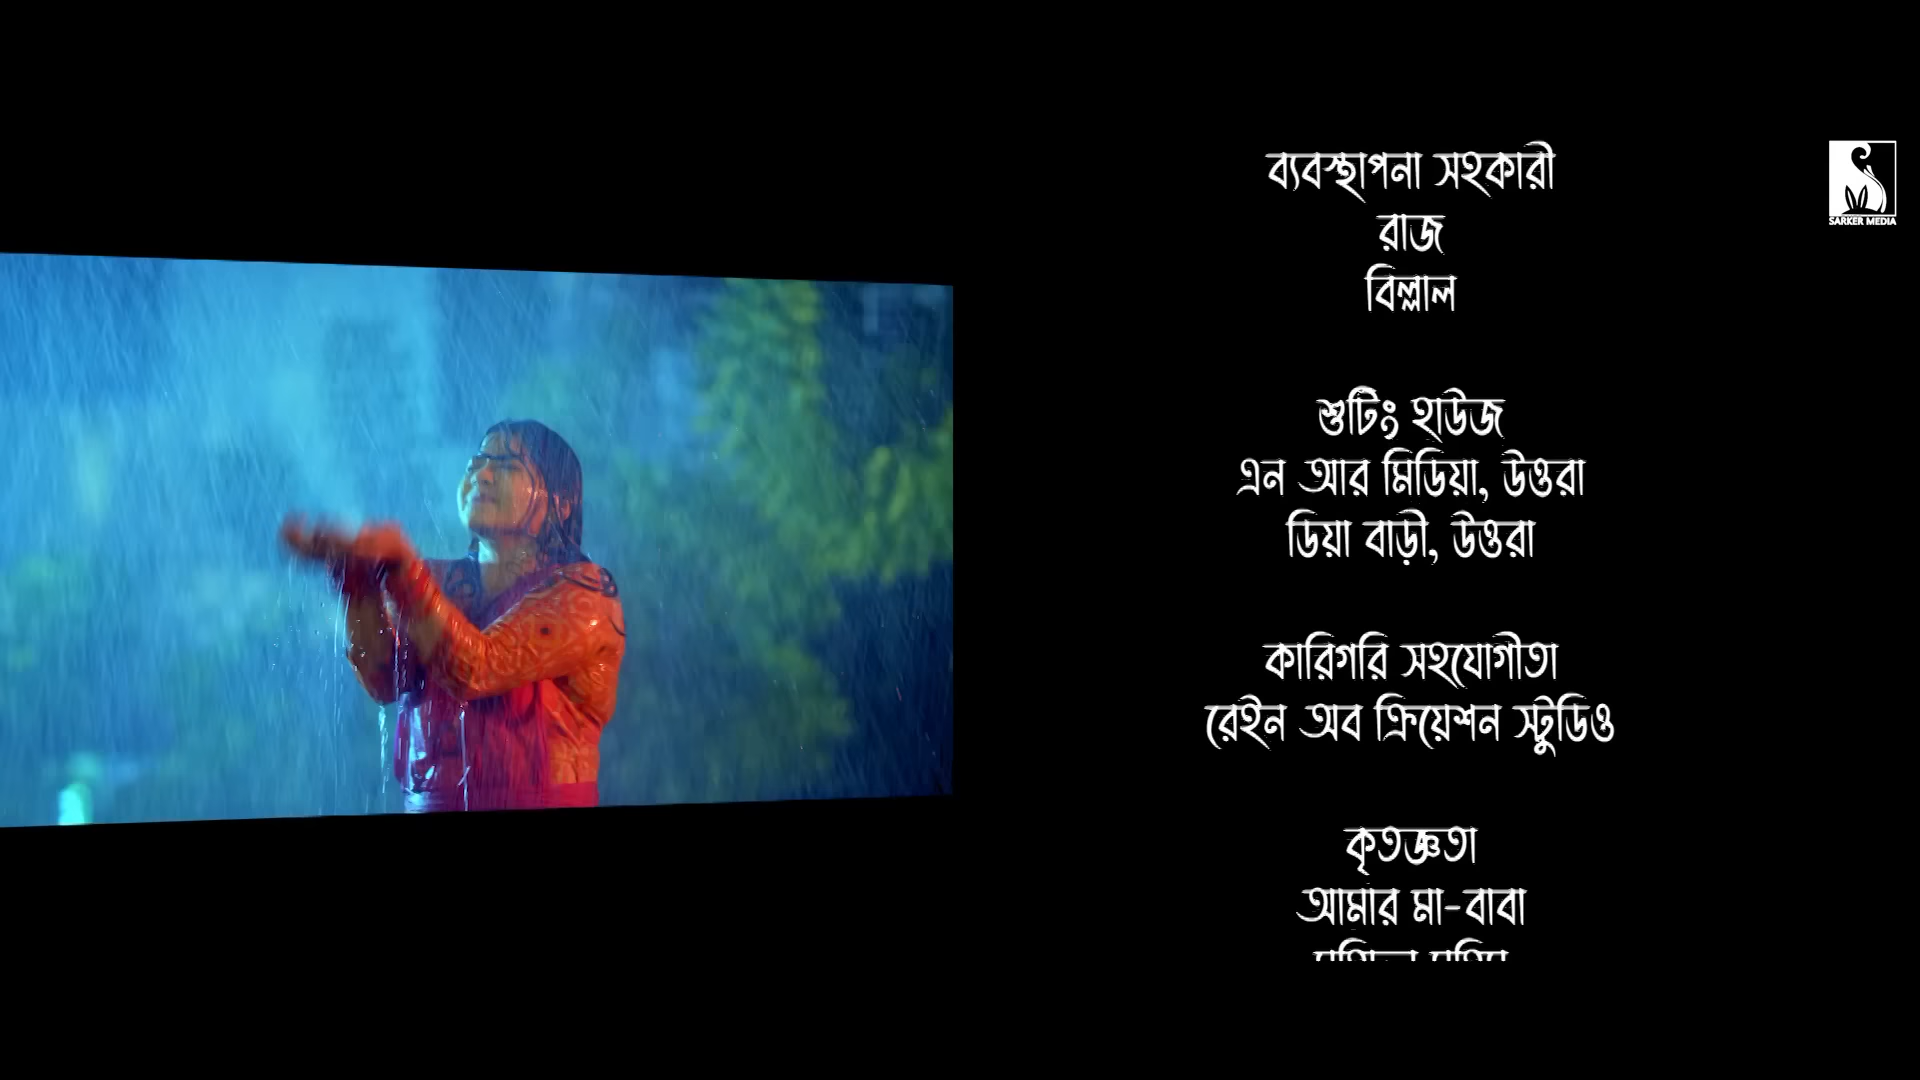 ব্যবস্থাপনা সহকারী
রাজ
বিল্লাল
শুটিং হাউজ
এন আর মিডিয়া, উত্তরা
ডিয়া বাড়ী, উত্তরা
কারিগরি সহযোগীতা
রেইন অব ক্রিয়েশন স্টুডিও
কৃতজ্ঞতা
আমার মা-বাবা
SARKER MEDIA